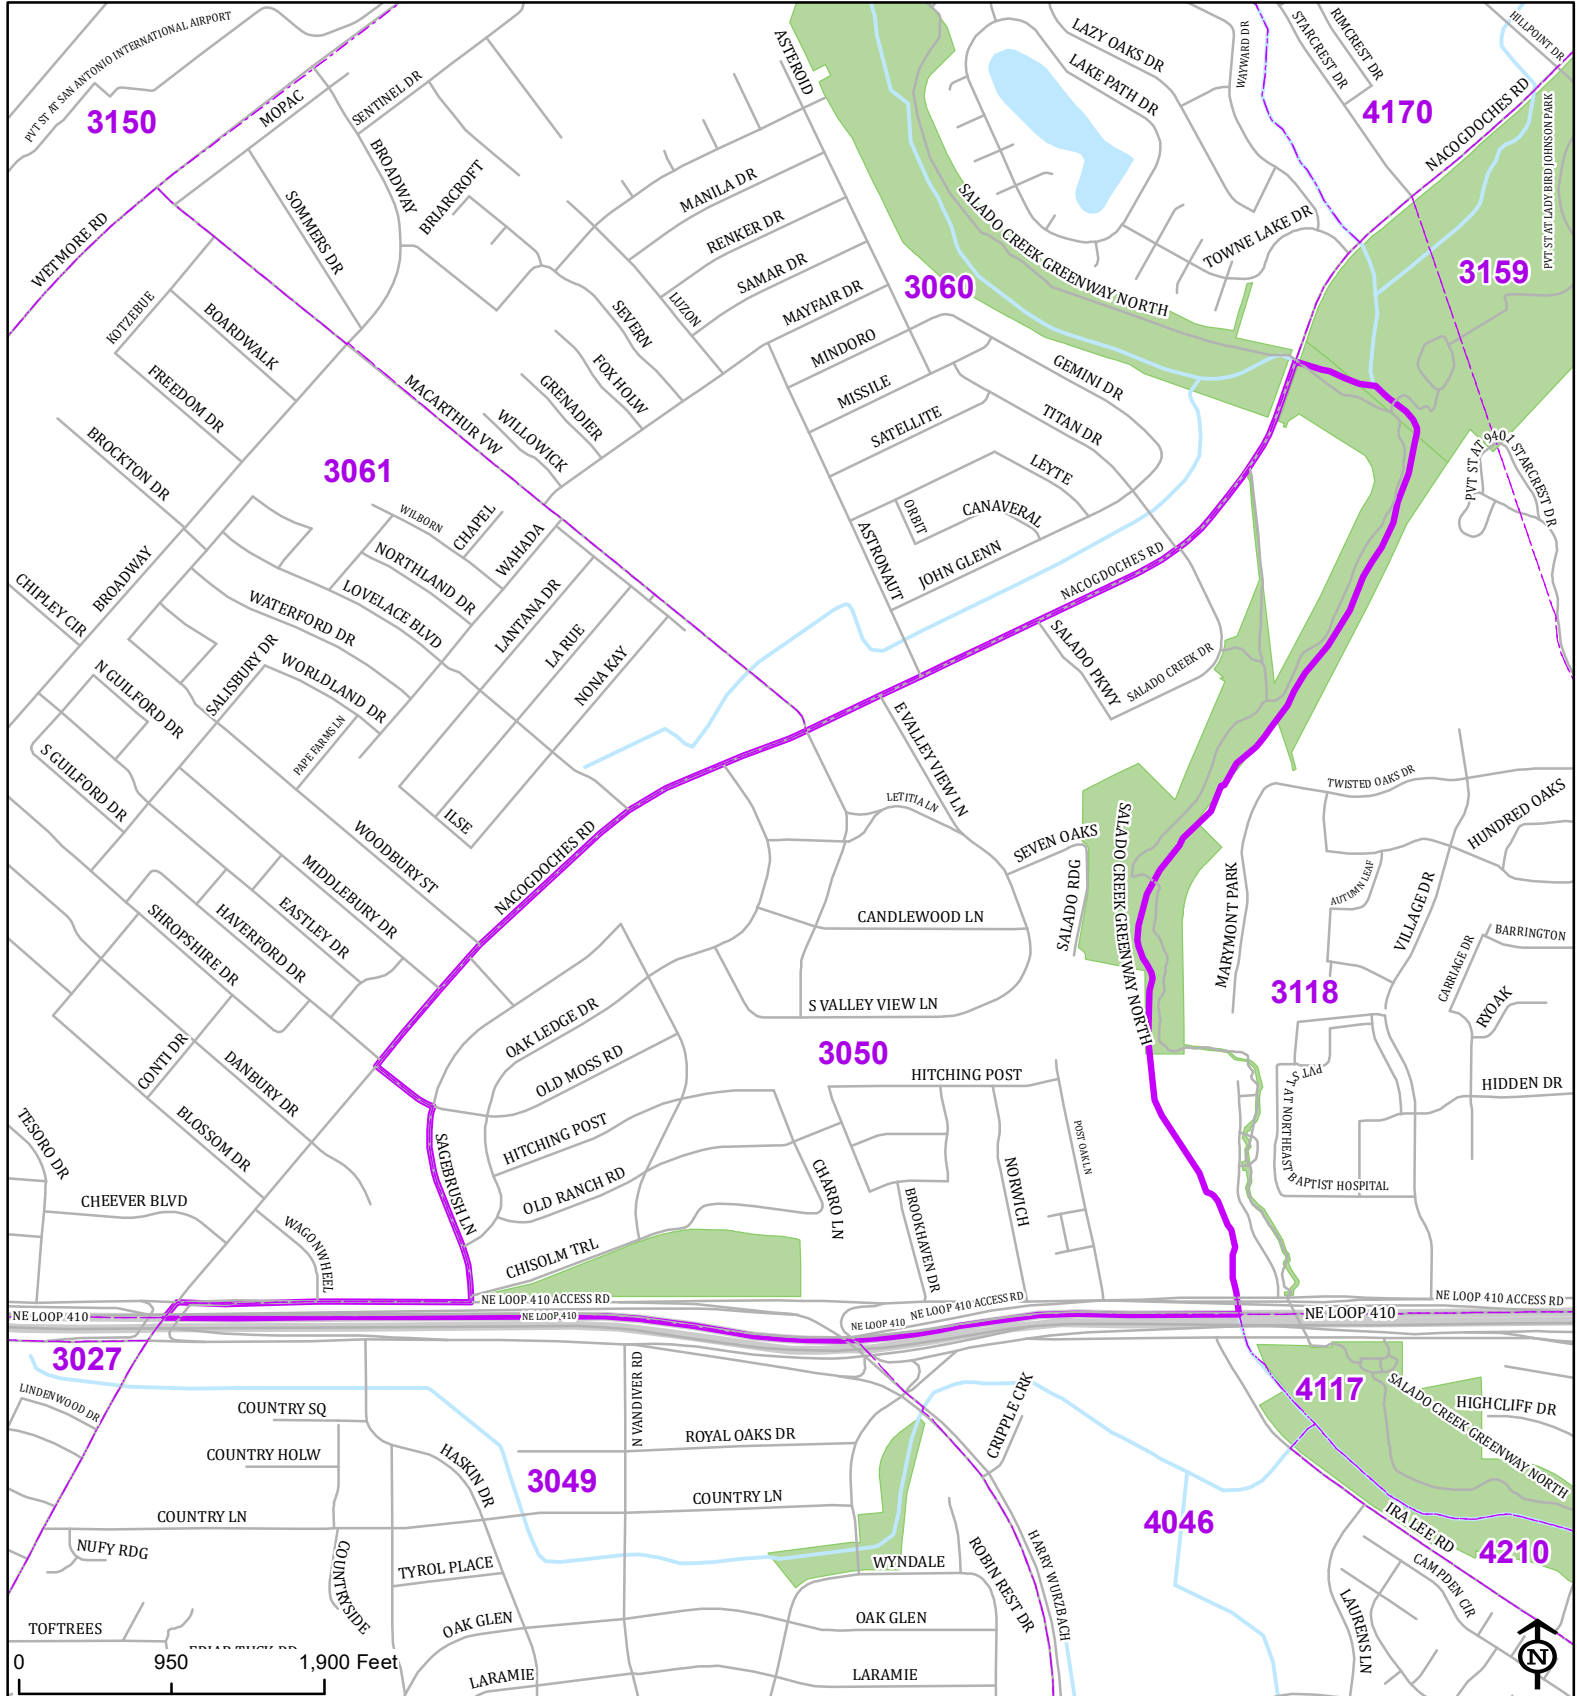 PVT ST AT SAN ANTONIO INTERNATIONAL AIRPORT
3150
MOPAC
SENTINEL DR
BROADWAY
BRIARCROFT
SOMMERS DR
WETMORE RD
ASTEROID
LAZY OAKS DR
LAKE PATH DR
WAYWARD DR
STARCREST DR
RIMCREST DR
HILLPOINT DR
4170
NACOGDOCHES RD
PVT ST AT LADY BIRD JOHNSON PARK
MANILA DR
RENKER DR
SAMAR DR
MAYFAIR DR
LUZON
SEVERN
SALADO CREEK GREENWAY NORTH
TOWNE LAKE DR
3060
3159
KOTZEBUE
BOARDWALK
FREEDOM DR
MACARTHUR VW
FOX HOLW
GRENADIER
WILLOWICK
MINDORO
MISSILE
SATELLITE
GEMINI DR
TITAN DR
LEYTE
ORBIT
CANAVERAL
JOHN GLENN
ASTRONAUT
BROCKTON DR
3061
WILBORN
CHAPEL
WAHADA
NORTHLAND DR
LOVELACE BLVD
LANTANA DR
LA RUE
NONA KAY
PVT ST AT 9401 STARCREST DR
NACOGDOCHES RD
BROADWAY
CHIPLEY CIR
WATERFORD DR
SALISBURY DR
WORLDLAND DR
PAPE FARMS LN
N GUILFORD DR
S GUILFORD DR
SALADO PKWY
SALADO CREEK DR
E VALLEY VIEW LN
LETITIA LN
ILSE
WOODBURY ST
NACOGDOCHES RD
MIDDLEBURY DR
EASTLEY DR
HAVERFORD DR
SHROPSHIRE DR
SEVEN OAKS
SALADO RDG
SALADO CREEK GREENWAY NORTH
TWISTED OAKS DR
HUNDRED OAKS
AUTUMN LEAF
VILLAGE DR
MARYMONT PARK
CANDLEWOOD LN
BARRINGTON
CARRIAGE DR
RYOAK
3118
S VALLEY VIEW LN
OAK LEDGE DR
OLD MOSS RD
3050
HITCHING POST
CONTI DR
DANBURY DR
BLOSSOM DR
PVT ST AT NORTHEAST BAPTIST HOSPITAL
HIDDEN DR
TESORO DR
SAGEBRUSH LN
HITCHING POST
OLD RANCH RD
CHARRO LN
BROOKHAVEN DR
NORWICH
POST OAK LN
CHEEVER BLVD
WAGONWHEEL
CHISOLM TRL
NE LOOP 410 ACCESS RD
NE LOOP 410 ACCESS RD
NE LOOP 410 ACCESS RD
NE LOOP 410
NE LOOP 410
NE LOOP 410
NE LOOP 410
3027
LINDENWOOD DR
COUNTRY SQ
COUNTRY HOLW
COUNTRY LN
N VANDIVER RD
ROYAL OAKS DR
CRIPPLE CRK
4117
SALADO CREEK GREENWAY NORTH
HIGHCLIFF DR
HASKIN DR
3049
COUNTRY LN
4046
IRA LEE RD
4210
NUFY RDG
COUNTRYSIDE
TYROL PLACE
WYNDALE
ROBIN REST DR
HARRY WURZBACH
CAMPDEN CIR
LAURENS LN
TOFTREES
FRIAR TUCK RD
OAK GLEN
OAK GLEN
LARAMIE
LARAMIE
0 950 1,900 Feet
N